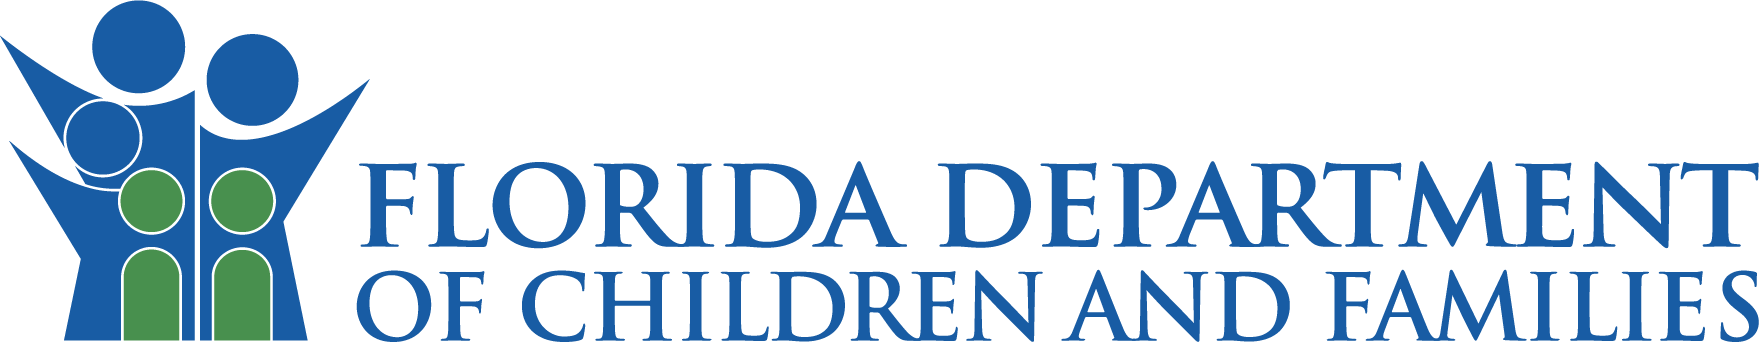 FLORIDA DEPARTMENT
OF CHILDREN AND FAMILIES